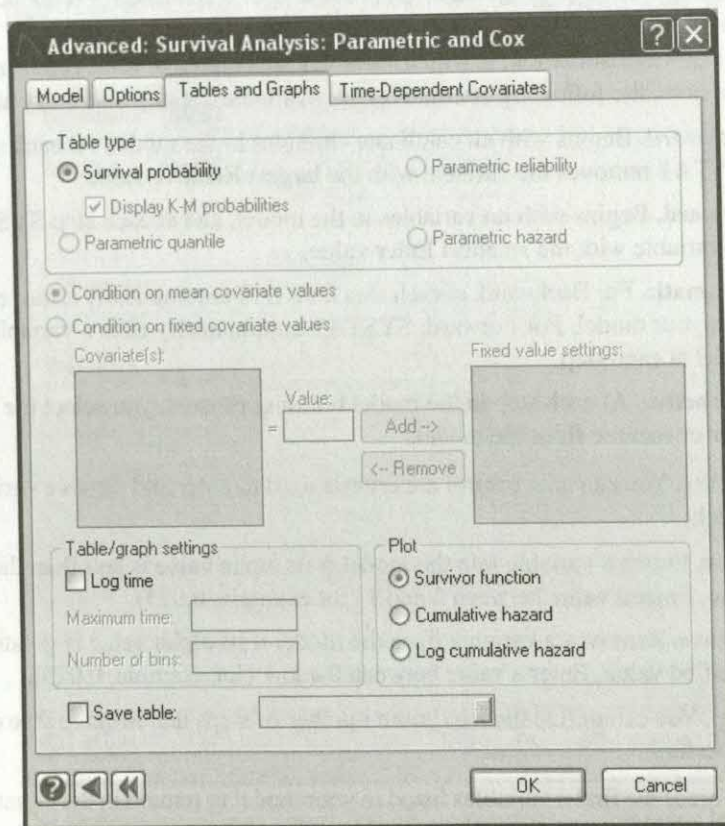 Advanced: Survival Analysis: Parametric and Cox
Model Options Tables and Graphs Time-Dependent Covariates
Table type
Survival probability
Parametric reliability
Display K-M probabilities
Parametric quantile
Parametric hazard
Condition on mean covariate values
Condition on fixed covariate values
Covariate(s):
Fixed value settings:
Value:
=
Add -->
<-- Remove
Table/graph settings
Log time
Maximum time:
Number of bins:
Plot
Survivor function
Cumulative hazard
Log cumulative hazard
Save table:
OK Cancel